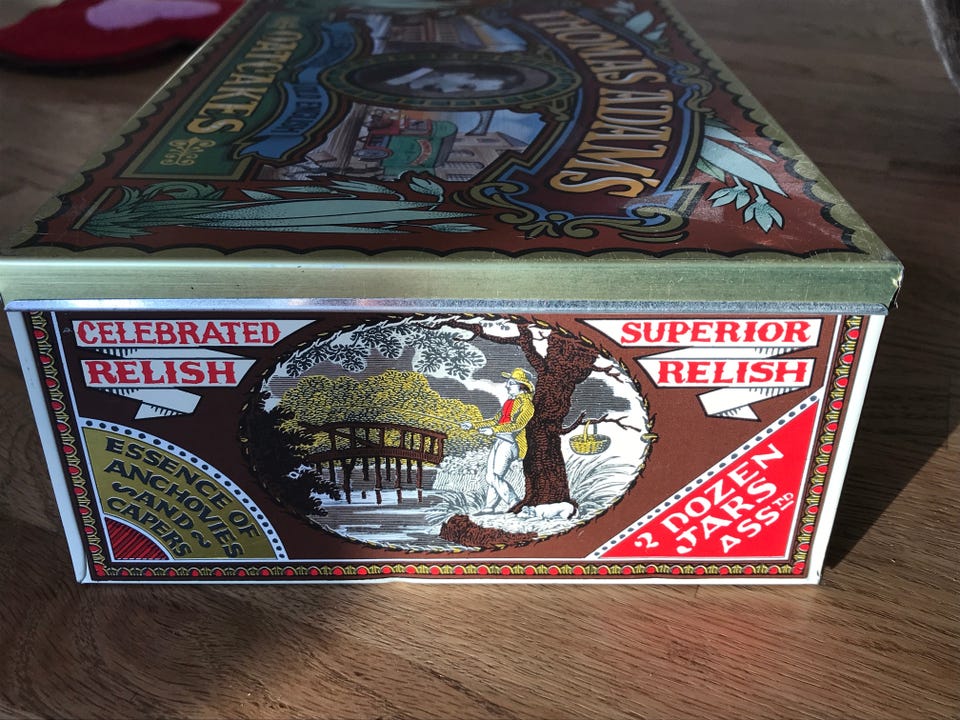 THOMAS ADAMS
OATCAKES
CELEBRATED
RELISH
SUPERIOR
RELISH
ESSENCE OF
ANCHOVIES
AND
CAPERS
2 DOZEN
JARS
ASSTD